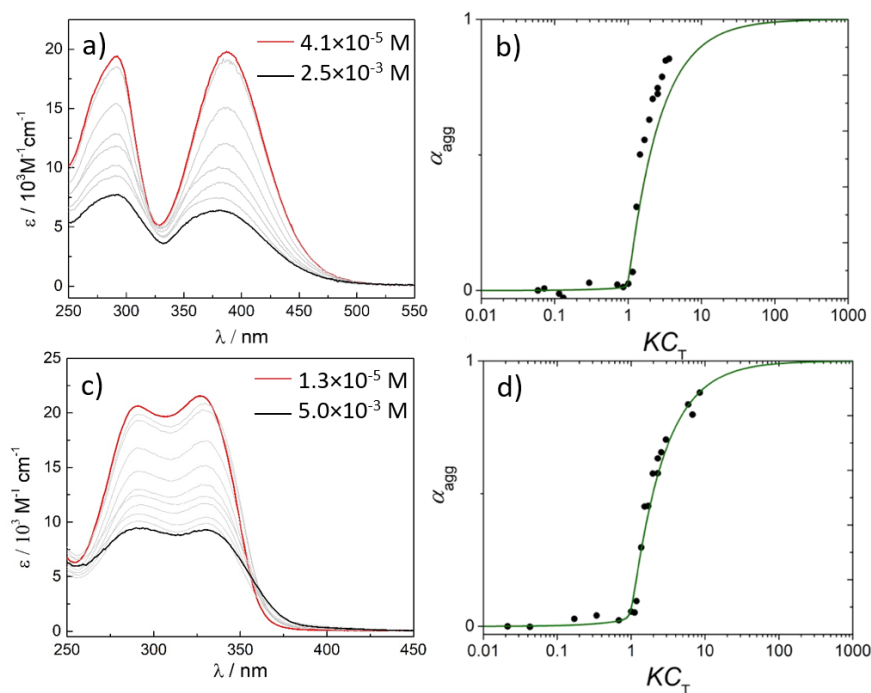 a)
4.1×10⁻⁵ M
2.5×10⁻³ M
ε / 10³M⁻¹cm⁻¹
20
15
10
5
0
250 300 350 400 450 500 550
λ / nm
b)
α_agg
1
0
0.01 0.1 1 10 100 1000
KC_T
c)
1.3×10⁻⁵ M
5.0×10⁻³ M
ε / 10³ M⁻¹ cm⁻¹
25
20
15
10
5
0
250 300 350 400 450
λ / nm
d)
α_agg
1
0
0.01 0.1 1 10 100 1000
KC_T